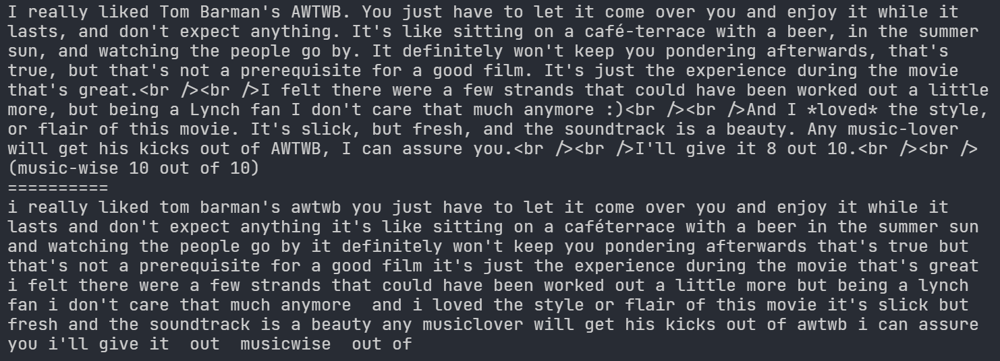 I really liked Tom Barman's AWTWB. You just have to let it come over you and enjoy it while it
lasts, and don't expect anything. It's like sitting on a café-terrace with a beer, in the summer
sun, and watching the people go by. It definitely won't keep you pondering afterwards, that's
true, but that's not a prerequisite for a good film. It's just the experience during the movie
that's great.<br /><br />I felt there were a few strands that could have been worked out a little
more, but being a Lynch fan I don't care that much anymore :)<br /><br />And I *loved* the style,
or flair of this movie. It's slick, but fresh, and the soundtrack is a beauty. Any music-lover
will get his kicks out of AWTWB, I can assure you.<br /><br />I'll give it 8 out 10.<br /><br />
(music-wise 10 out of 10)
==========
i really liked tom barman's awtwb you just have to let it come over you and enjoy it while it
lasts and don't expect anything it's like sitting on a caféterrace with a beer in the summer sun
and watching the people go by it definitely won't keep you pondering afterwards that's true but
that's not a prerequisite for a good film it's just the experience during the movie that's great
i felt there were a few strands that could have been worked out a little more but being a lynch
fan i don't care that much anymore  and i loved the style or flair of this movie it's slick but
fresh and the soundtrack is a beauty any musiclover will get his kicks out of awtwb i can assure
you i'll give it  out  musicwise  out of